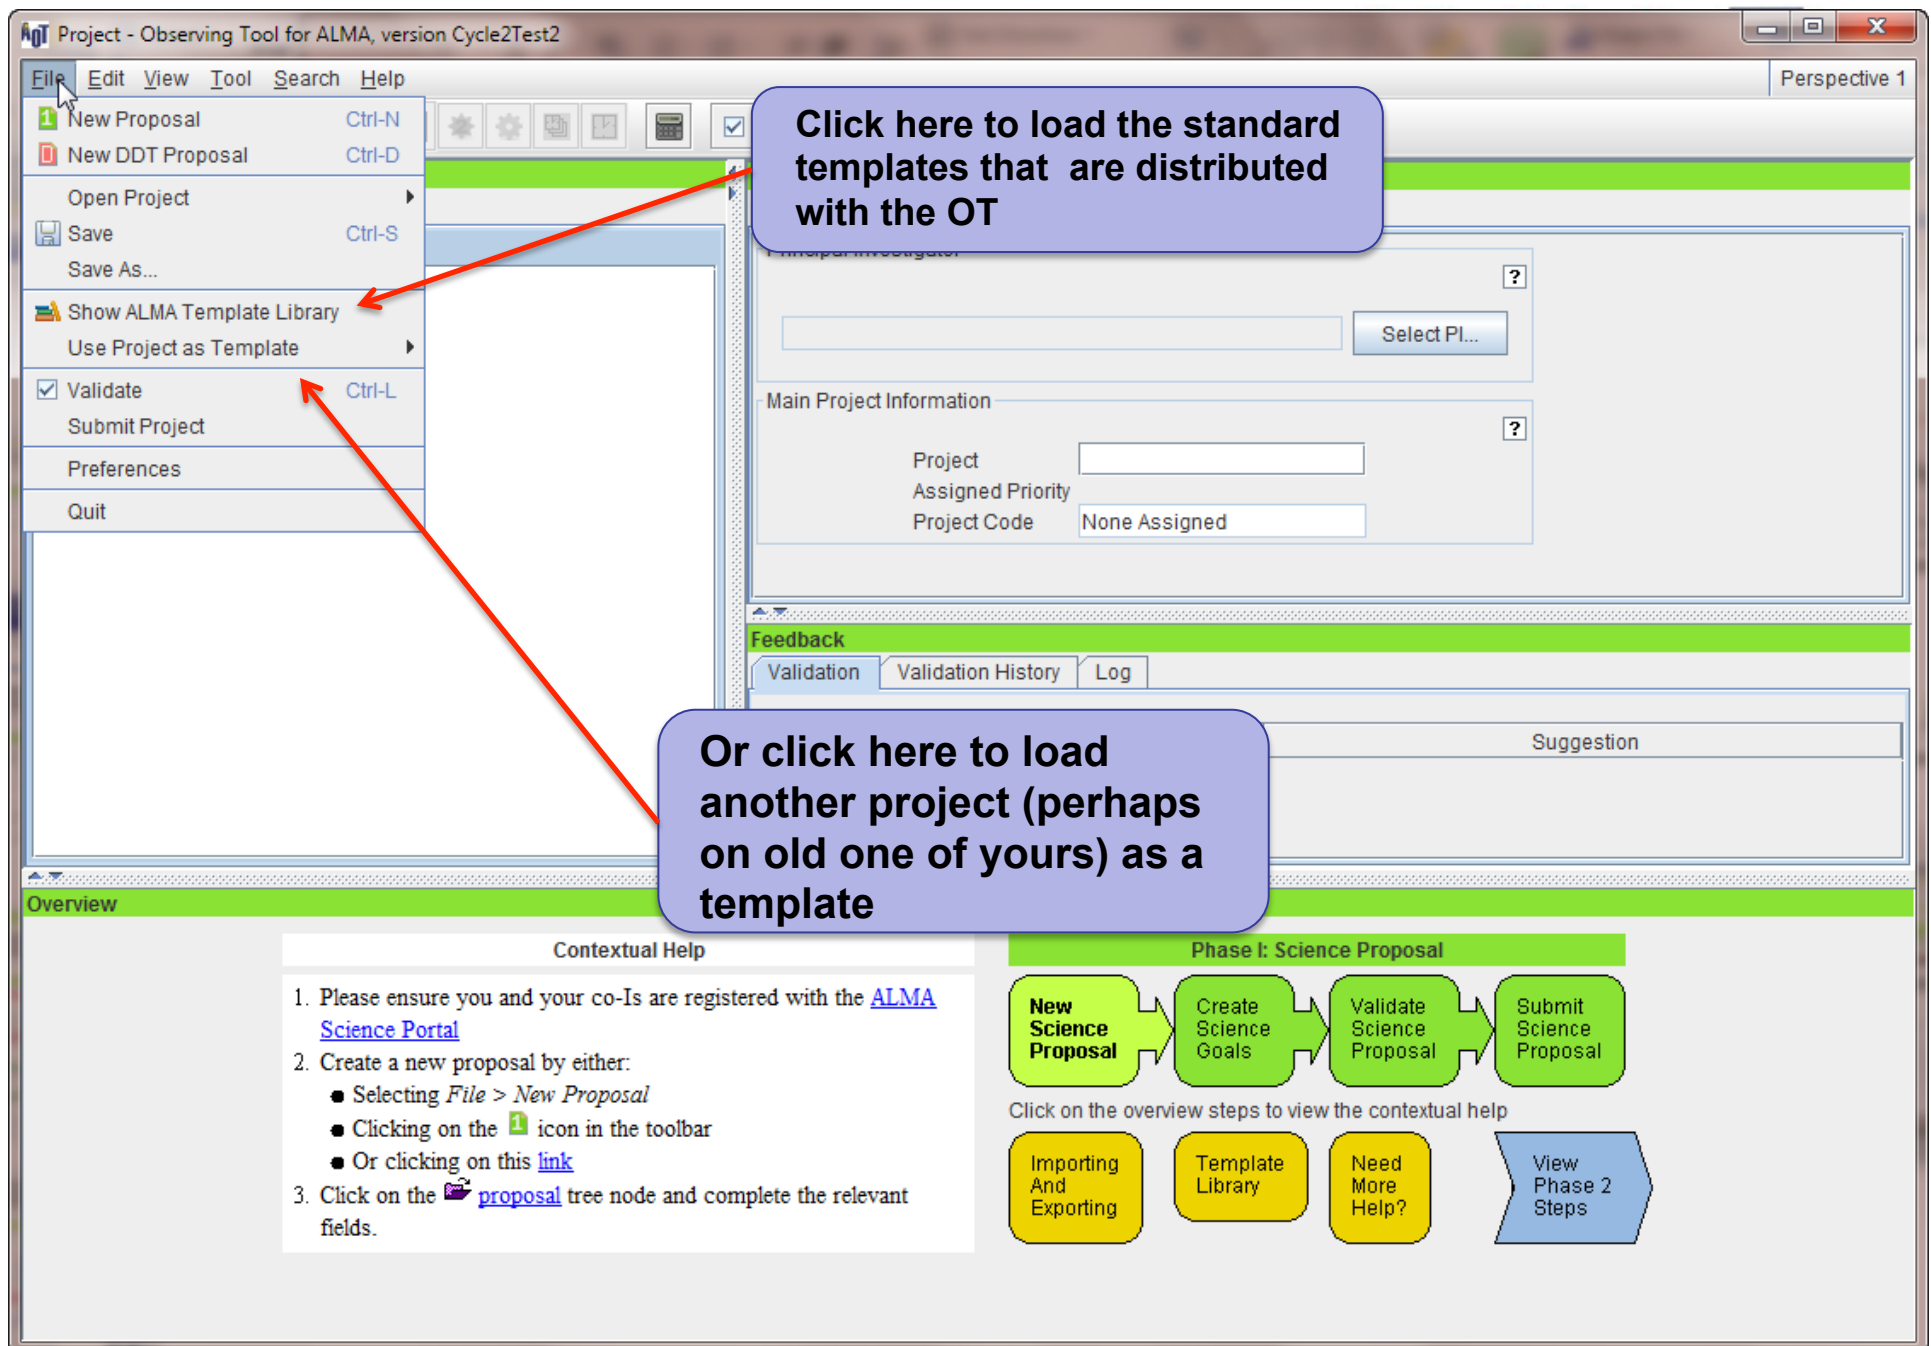 Project - Observing Tool for ALMA, version Cycle2Test2
File Edit View Tool Search Help
Perspective 1
New Proposal Ctrl-N
New DDT Proposal Ctrl-D
Open Project
Save Ctrl-S
Save As...
Show ALMA Template Library
Use Project as Template
Validate Ctrl-L
Submit Project
Preferences
Quit
Click here to load the standard
templates that are distributed
with the OT
Principal Investigator
?
Select PI...
Main Project Information
?
Project
Assigned Priority
Project Code None Assigned
Feedback
Validation Validation History Log
Suggestion
Or click here to load
another project (perhaps
on old one of yours) as a
template
Overview
Contextual Help
1. Please ensure you and your co-Is are registered with the ALMA
Science Portal
2. Create a new proposal by either:
Selecting File > New Proposal
Clicking on the 1 icon in the toolbar
Or clicking on this link
3. Click on the proposal tree node and complete the relevant
fields.
Phase I: Science Proposal
New
Science
Proposal
Create
Science
Goals
Validate
Science
Proposal
Submit
Science
Proposal
Click on the overview steps to view the contextual help
Importing
And
Exporting
Template
Library
Need
More
Help?
View
Phase 2
Steps